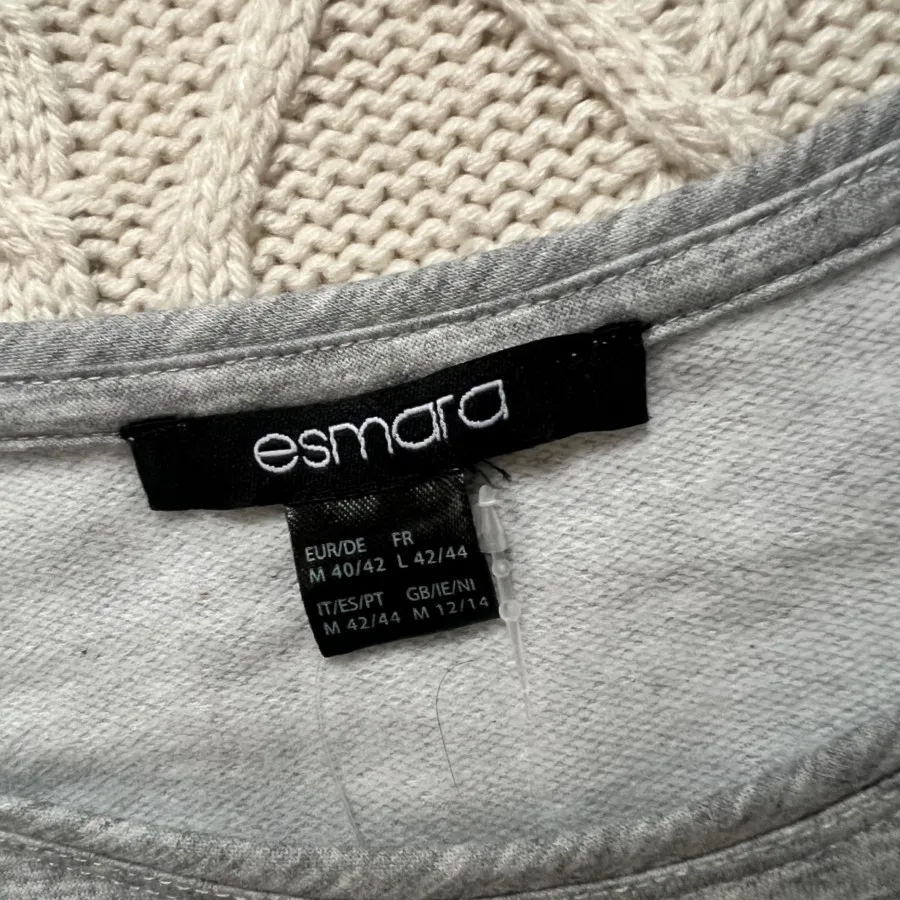 esmara
EUR/DE FR
M 40/42 L 42/44
IT/ES/PT GB/IE/NI
M 42/44 M 12/14